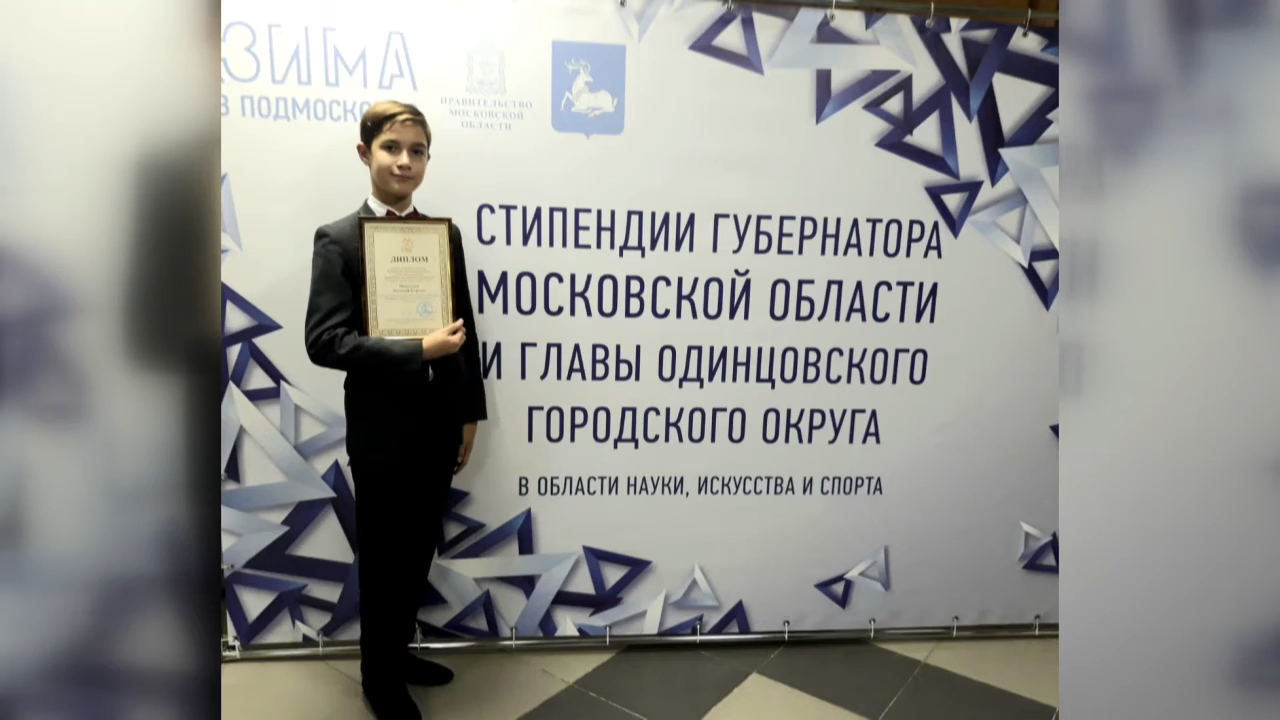 ЗИМА
В ПОДМОСКО
ПРАВИТЕЛЬСТВО
МОСКОВСКОЙ
ОБЛАСТИ
ДИПЛОМ
СТИПЕНДИИ ГУБЕРНАТОРА
МОСКОВСКОЙ ОБЛАСТИ
И ГЛАВЫ ОДИНЦОВСКОГО
ГОРОДСКОГО ОКРУГА
В ОБЛАСТИ НАУКИ, ИСКУССТВА И СПОРТА